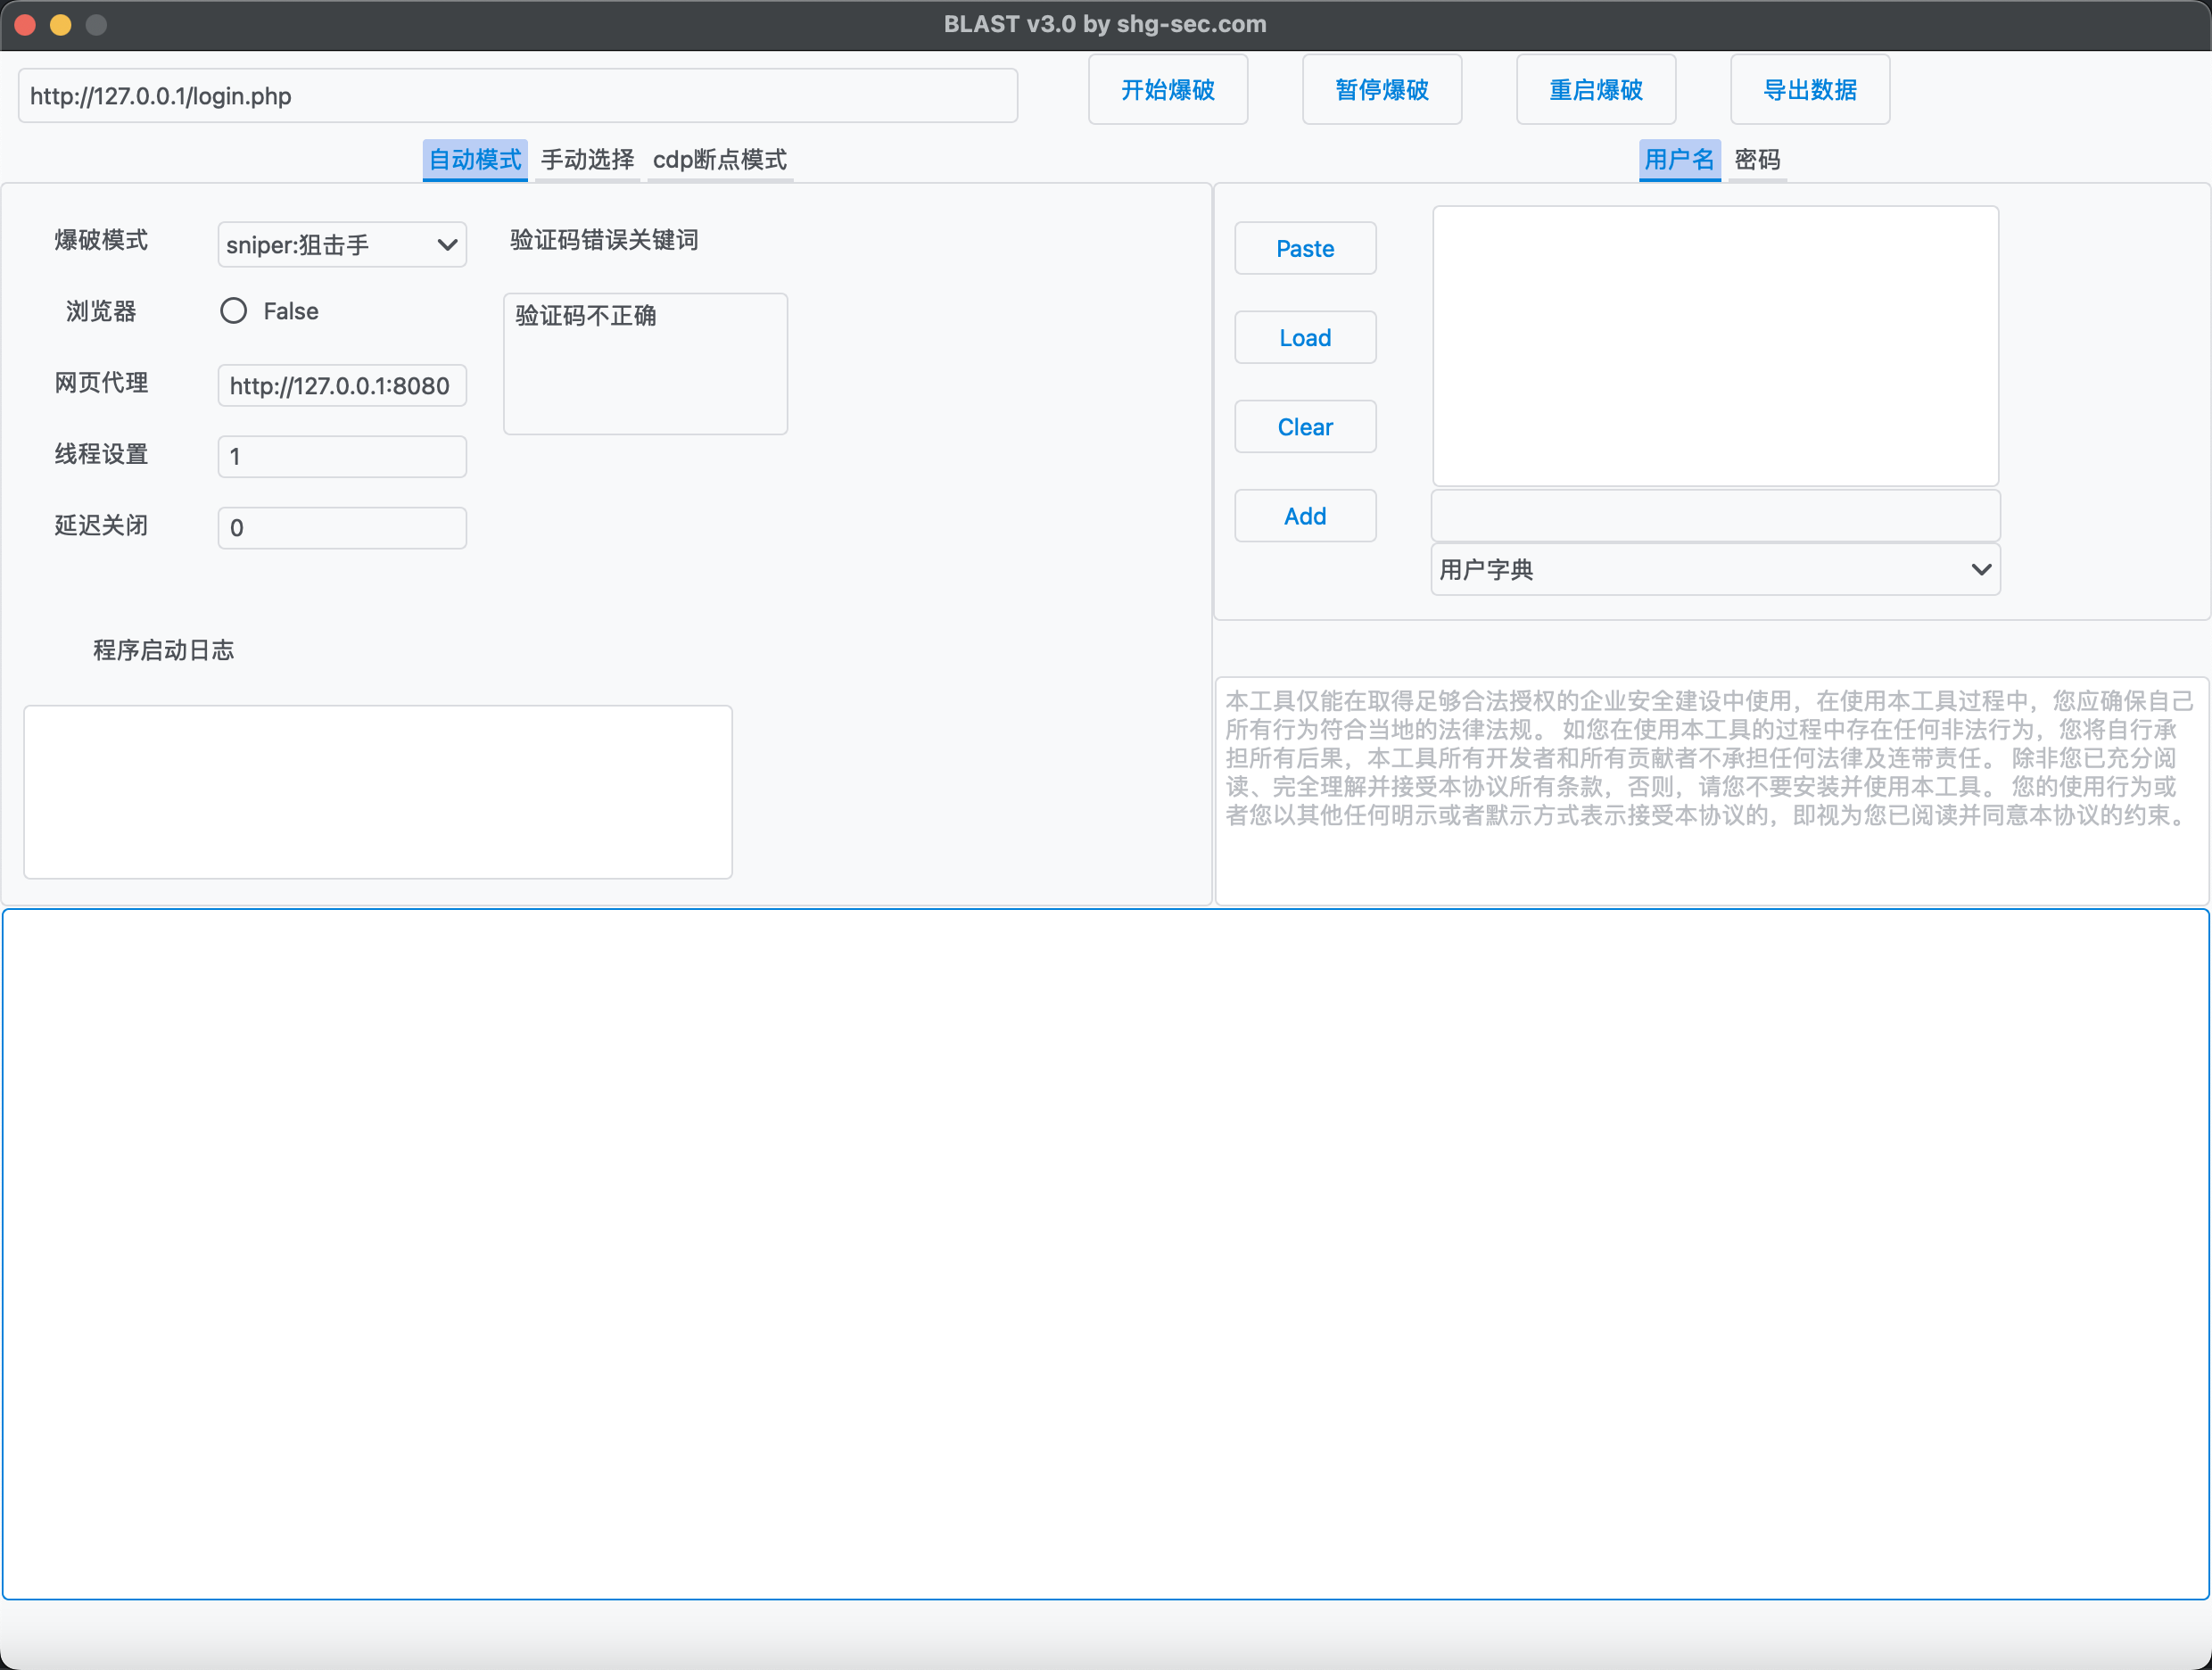 BLAST v3.0 by shg-sec.com
http://127.0.0.1/login.php
开始爆破
暂停爆破
重启爆破
导出数据
自动模式
手动选择
cdp断点模式
用户名
密码
爆破模式
sniper:狙击手
验证码错误关键词
浏览器
False
验证码不正确
网页代理
http://127.0.0.1:8080
线程设置
1
延迟关闭
0
程序启动日志
Paste
Load
Clear
Add
用户字典
本工具仅能在取得足够合法授权的企业安全建设中使用，在使用本工具过程中，您应确保自己
所有行为符合当地的法律法规。 如您在使用本工具的过程中存在任何非法行为，您将自行承
担所有后果，本工具所有开发者和所有贡献者不承担任何法律及连带责任。 除非您已充分阅
读、完全理解并接受本协议所有条款，否则，请您不要安装并使用本工具。 您的使用行为或
者您以其他任何明示或者默示方式表示接受本协议的，即视为您已阅读并同意本协议的约束。